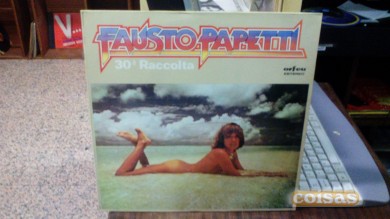 FAUSTO PAPETTI
30ª Raccolta
coisas